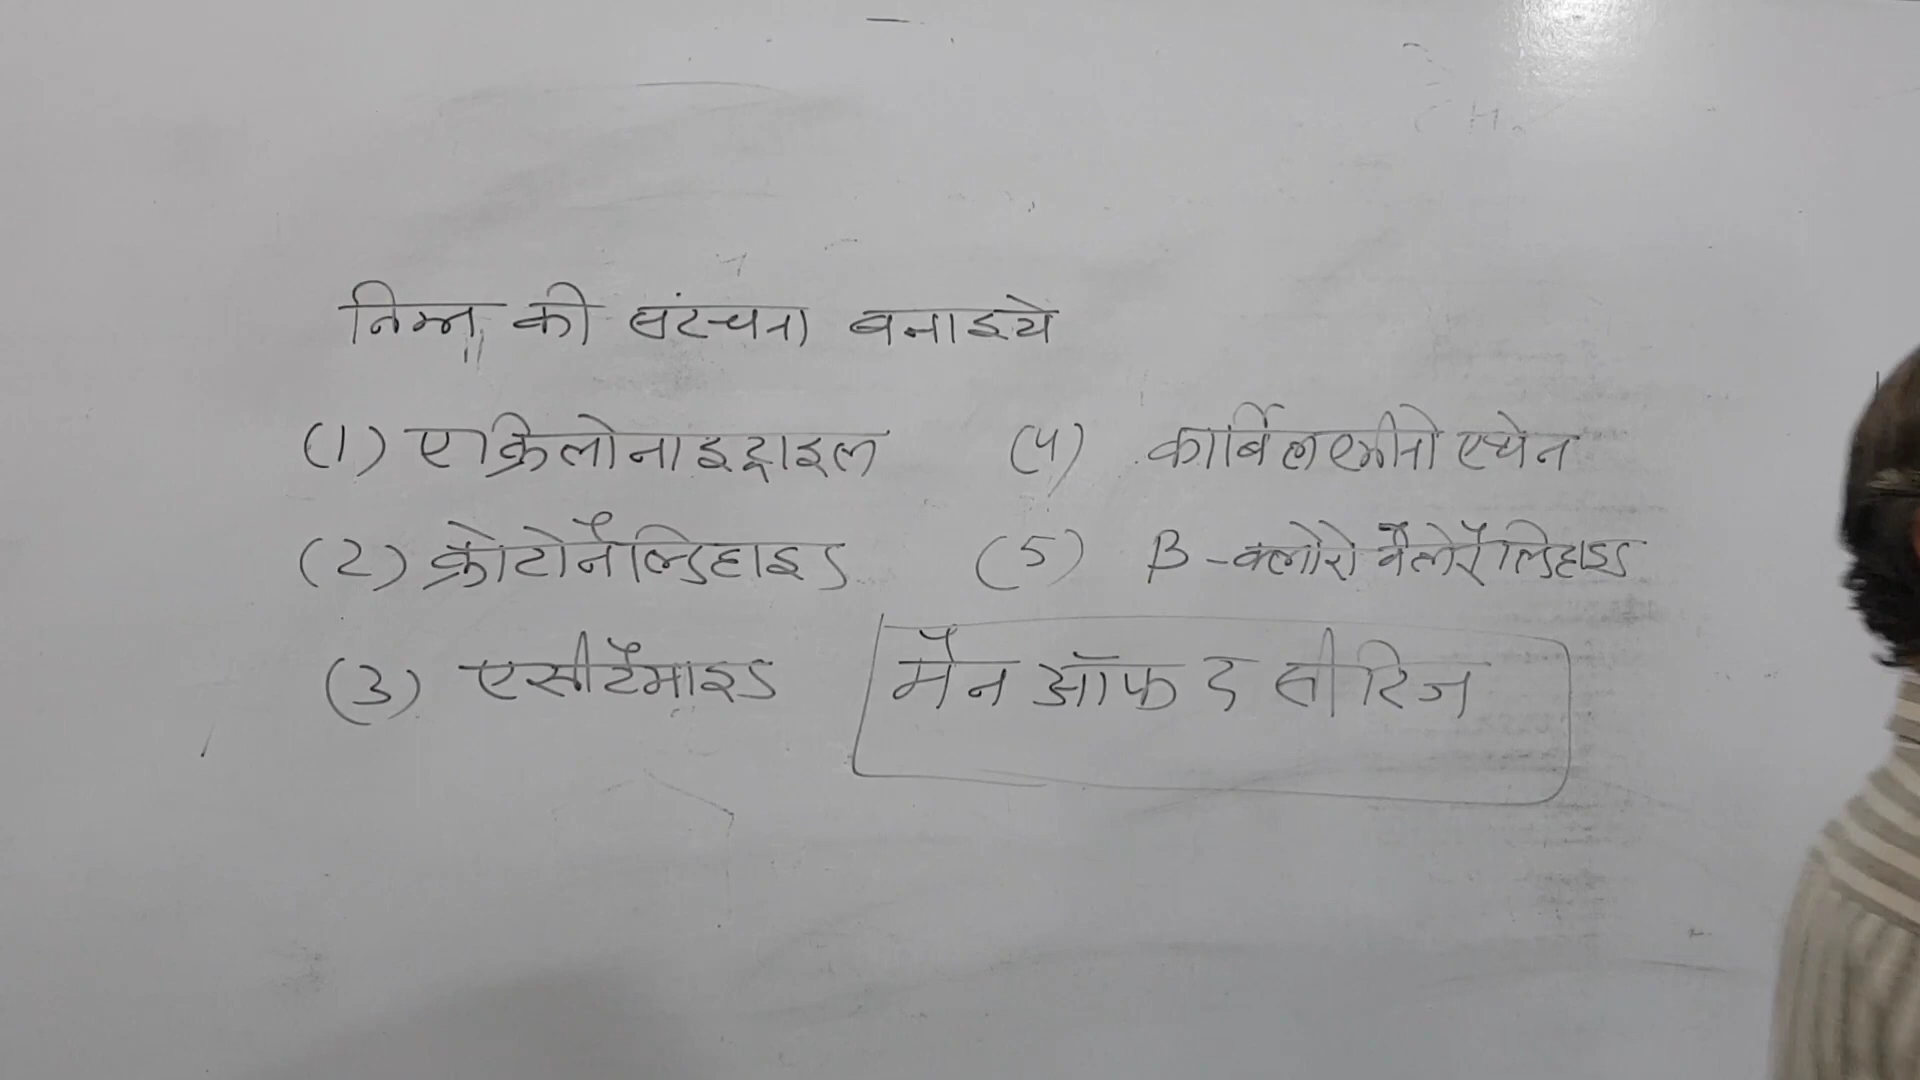 निम्न की संरचना बनाइये
(1) एक्रिलोनाइट्राइल
(2) क्रोटोनैल्डिहाइड
(3) एसीटैमाइड
(4) कार्बिलएमीनो एथेन
(5) β-क्लोरो वैलेरैल्डिहाइड
मैन ऑफ द सीरिज